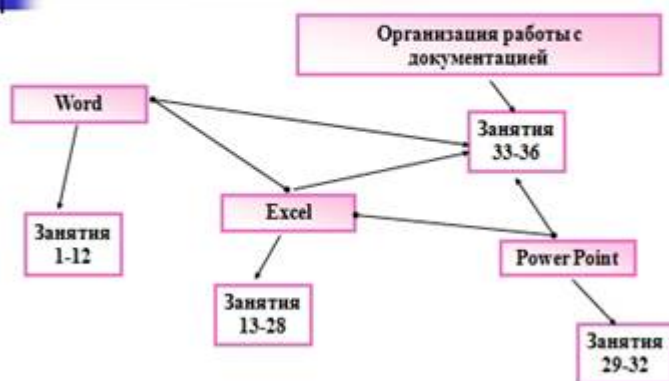 Организация работы с
документацией
Word
Занятия
33-36
Excel
Занятия
1-12
Power Point
Занятия
13-28
Занятия
29-32